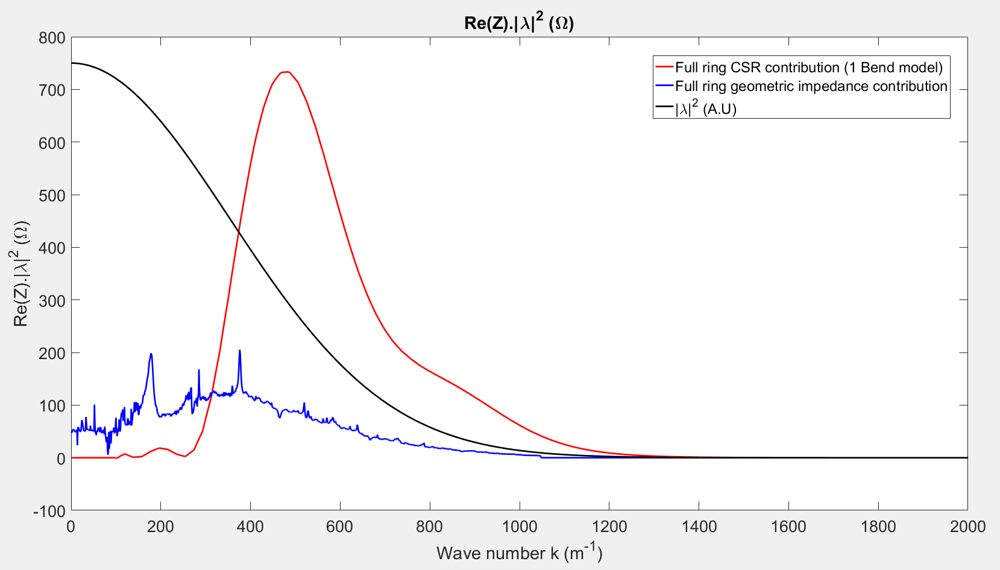 Re(Z).|λ|² (Ω)
800
700
600
500
400
300
200
100
0
-100
Re(Z).|λ|² (Ω)
Full ring CSR contribution (1 Bend model)
Full ring geometric impedance contribution
|λ|² (A.U)
0 200 400 600 800 1000 1200 1400 1600 1800 2000
Wave number k (m⁻¹)